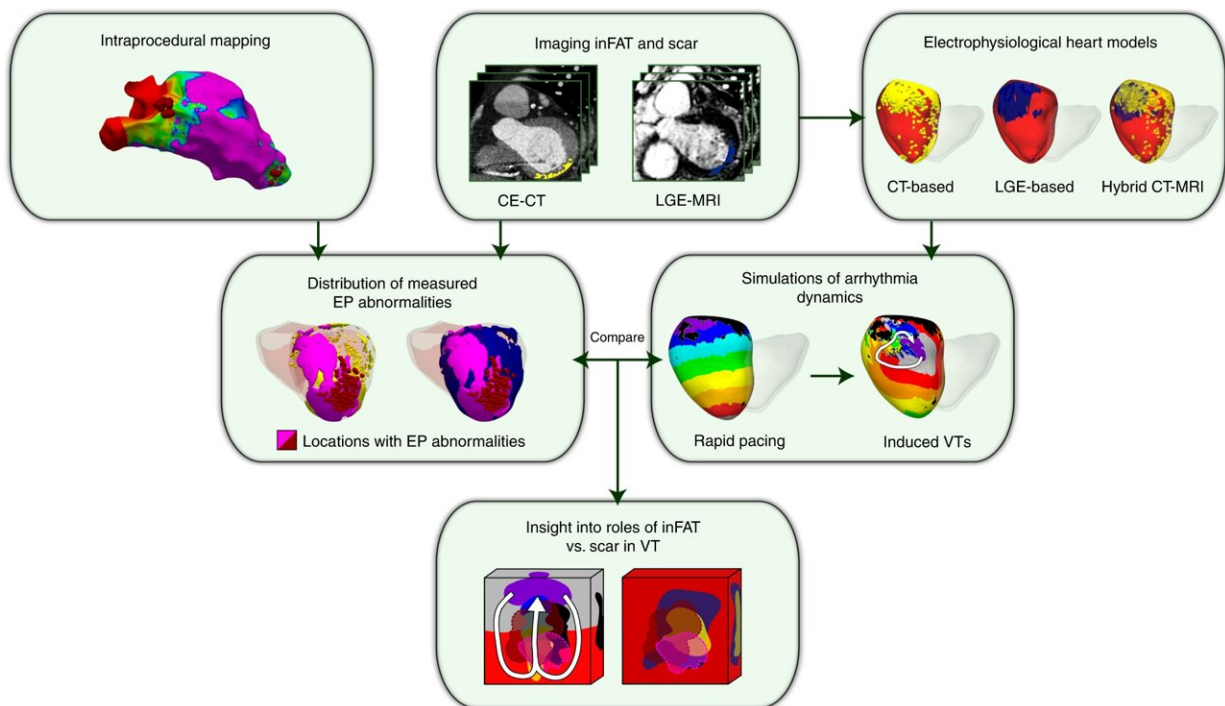 Intraprocedural mapping
Imaging inFAT and scar
CE-CT
LGE-MRI
Electrophysiological heart models
CT-based
LGE-based
Hybrid CT-MRI
Distribution of measured
EP abnormalities
Locations with EP abnormalities
Compare
Simulations of arrhythmia
dynamics
Rapid pacing
Induced VTs
Insight into roles of inFAT
vs. scar in VT